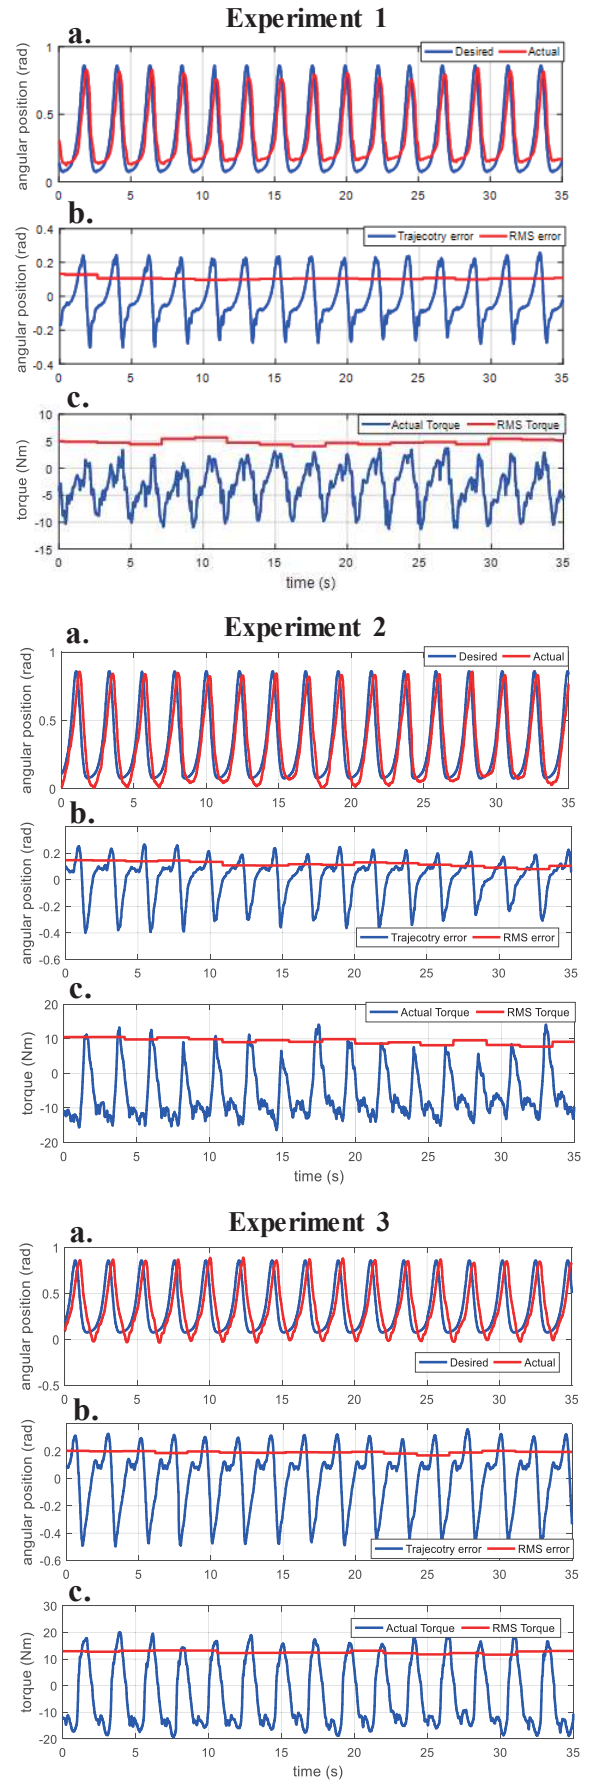 Experiment 1
a.
Desired Actual
angular position (rad)
1
0.5
0
0 5 10 15 20 25 30 35
b.
Trajecotry error RMS error
angular position (rad)
0.4
0.2
0
-0.2
-0.4
0 5 10 15 20 25 30 35
c.
Actual Torque RMS Torque
torque (Nm)
10
5
0
-5
-10
-15
0 5 10 15 20 25 30 35
time (s)
Experiment 2
a.
Desired Actual
angular position (rad)
1
0.5
0
0 5 10 15 20 25 30 35
b.
angular position (rad)
0.2
0
-0.2
-0.4
-0.6
Trajecotry error RMS error
0 5 10 15 20 25 30 35
c.
Actual Torque RMS Torque
torque (Nm)
20
10
0
-10
-20
0 5 10 15 20 25 30 35
time (s)
Experiment 3
a.
angular position (rad)
1
0.5
0
-0.5
Desired Actual
0 5 10 15 20 25 30 35
b.
angular position (rad)
0.2
0
-0.2
-0.4
-0.6
Trajecotry error RMS error
0 5 10 15 20 25 30 35
c.
Actual Torque RMS Torque
torque (Nm)
30
20
10
0
-10
-20
0 5 10 15 20 25 30 35
time (s)